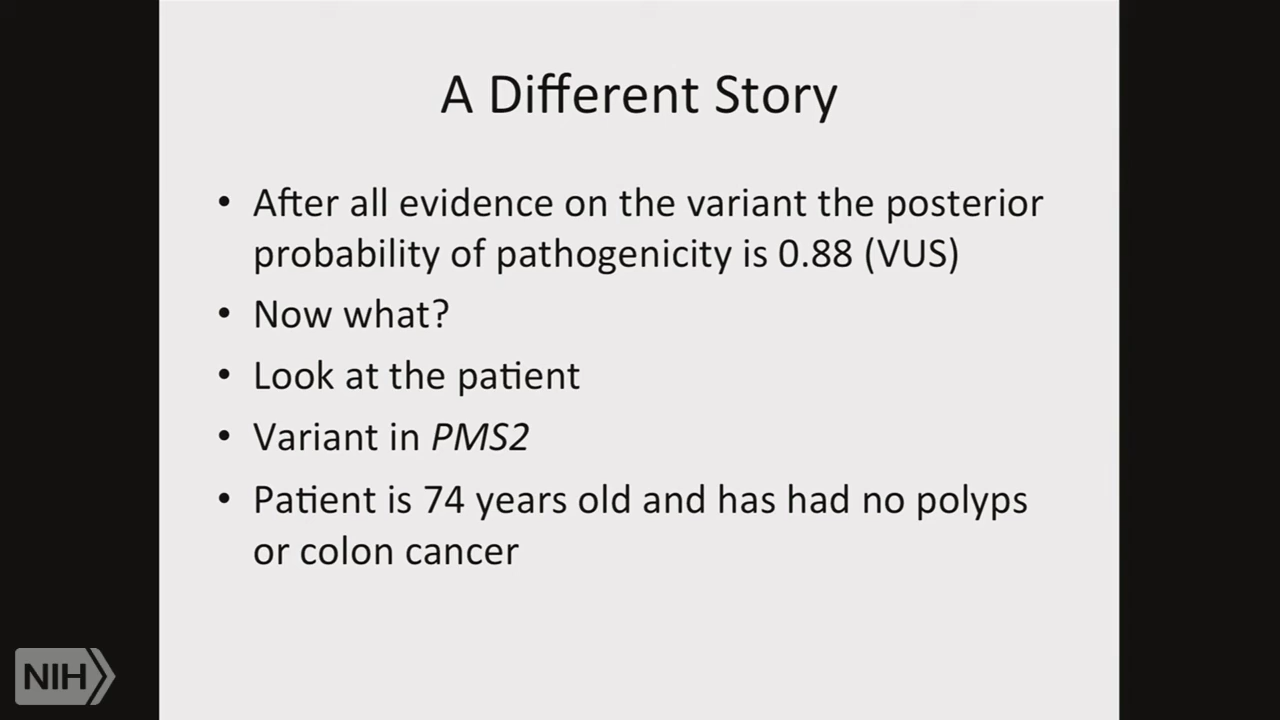 A Different Story
• After all evidence on the variant the posterior
probability of pathogenicity is 0.88 (VUS)
• Now what?
• Look at the patient
• Variant in PMS2
• Patient is 74 years old and has had no polyps
or colon cancer
NIH